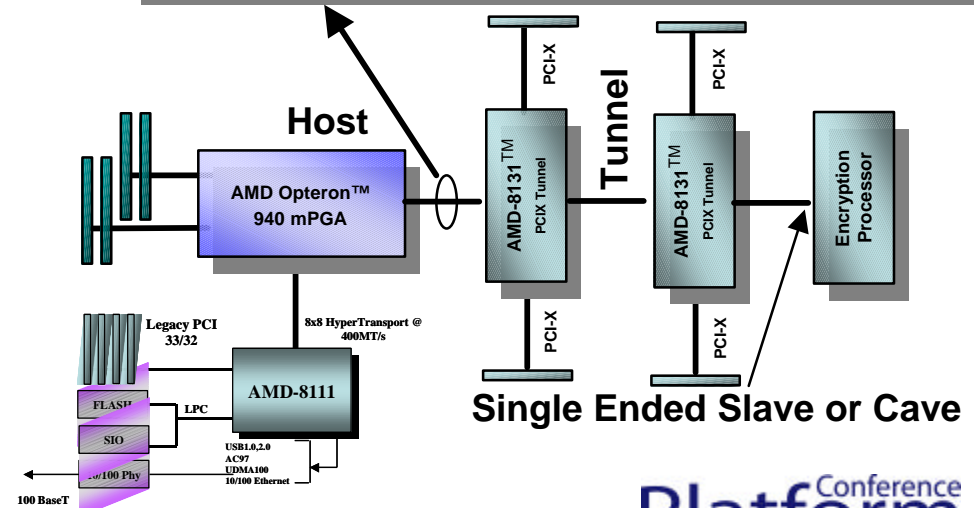 Host
AMD Opteron™
940 mPGA
PCI-X
AMD-8131™
PCIX Tunnel
PCI-X
Tunnel
PCI-X
AMD-8131™
PCIX Tunnel
PCI-X
Encryption
Processor
Single Ended Slave or Cave
8x8 HyperTransport @
400MT/s
Legacy PCI
33/32
AMD-8111
FLASH
LPC
SIO
10/100 Phy
100 BaseT
USB1.0,2.0
AC97
UDMA100
10/100 Ethernet
Conference
Platform